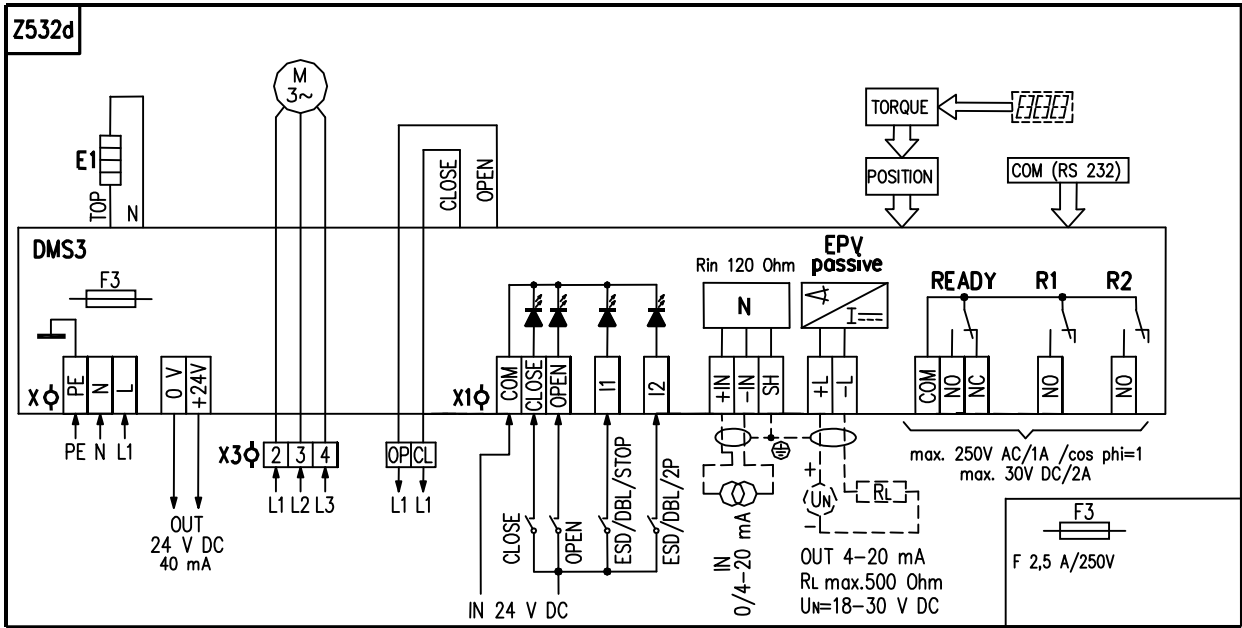 Z532d
M
3~
TORQUE
E1
TOP
N
CLOSE
OPEN
POSITION
COM (RS 232)
DMS3
F3
Rin 120 Ohm
EPV
passive
READY
R1
R2
N
I
X
PE
N
L
0 V
+24V
X1
COM
CLOSE
OPEN
I1
I2
+IN
-IN
SH
+L
-L
COM
NO
NC
NO
NO
PE N L1
X3
2 3 4
OP CL
L1 L2 L3
L1 L1
OUT
24 V DC
40 mA
CLOSE
OPEN
ESD/DBL/STOP
ESD/DBL/2P
IN 24 V DC
IN
0/4-20 mA
+
UN
-
RL
OUT 4-20 mA
RL max.500 Ohm
UN=18-30 V DC
max. 250V AC/1A /cos phi=1
max. 30V DC/2A
F3
F 2,5 A/250V